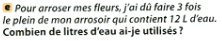 e Pour arroser mes fleurs, j'ai dû faire 3 fois
le plein de mon arrosoir qui contient 12 L d'eau.
Combien de litres d'eau ai-je utilisés ?